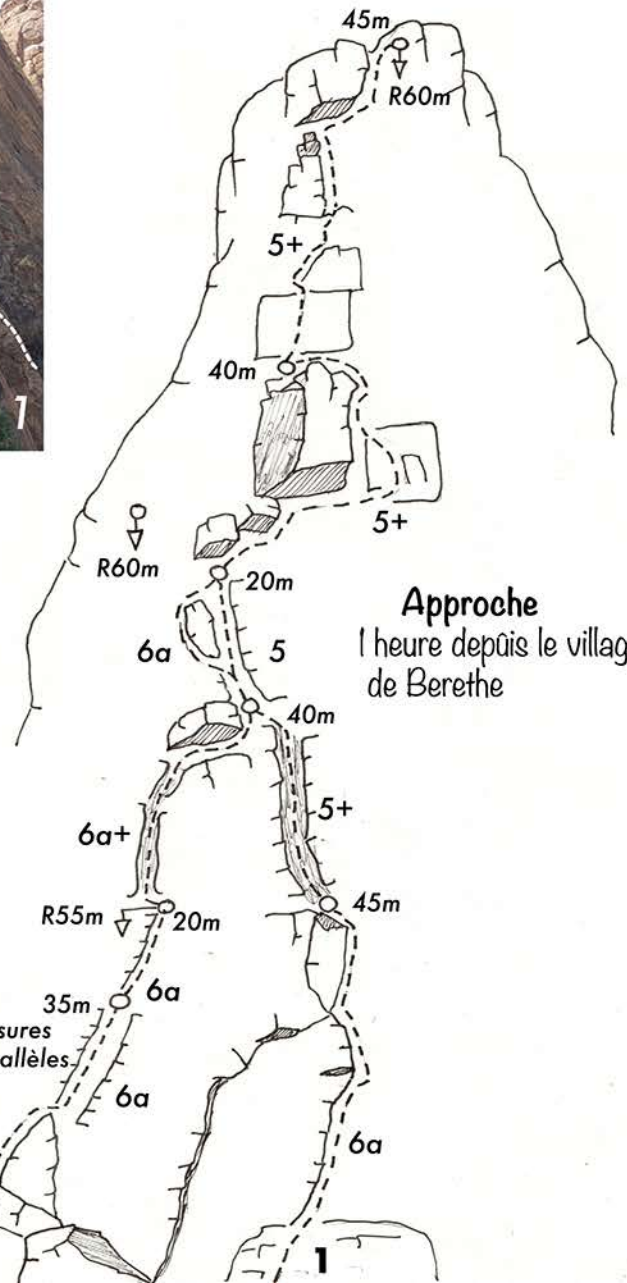 45m
R60m
5+
40m
1
5+
R60m
20m
Approche
1 heure depûis le villag
de Berethe
6a
5
40m
5+
6a+
45m
R55m
20m
6a
35m
sures
allèles
6a
6a
1